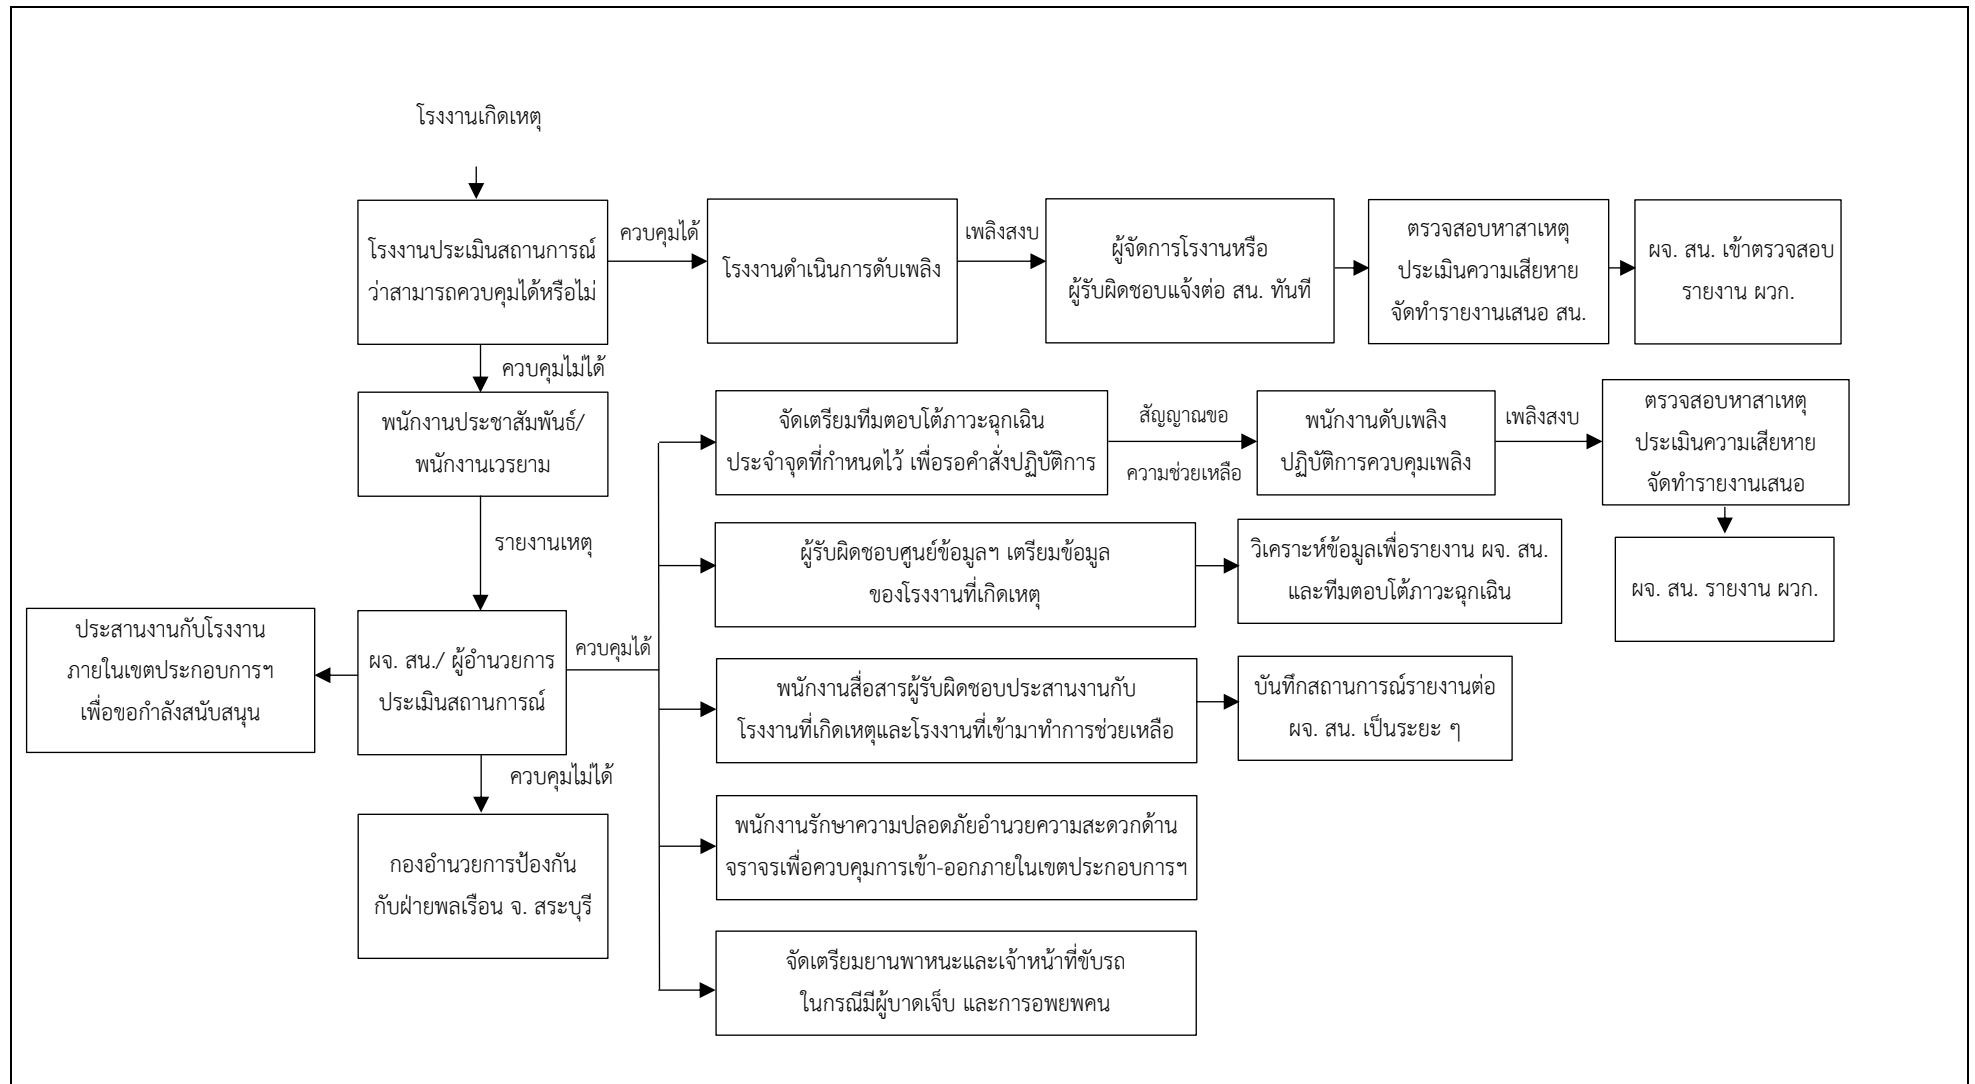 โรงงานเกิดเหตุ
โรงงานประเมินสถานการณ์
ว่าสามารถควบคุมได้หรือไม่
ควบคุมได้
โรงงานดำเนินการดับเพลิง
เพลิงสงบ
ผู้จัดการโรงานหรือ
ผู้รับผิดชอบแจ้งต่อ สน. ทันที
ตรวจสอบหาสาเหตุ
ประเมินความเสียหาย
จัดทำรายงานเสนอ สน.
ผจ. สน. เข้าตรวจสอบ
รายงาน ผวก.
ควบคุมไม่ได้
พนักงานประชาสัมพันธ์/
พนักงานเวรยาม
รายงานเหตุ
ผจ. สน./ ผู้อำนวยการ
ประเมินสถานการณ์
ประสานงานกับโรงงาน
ภายในเขตประกอบการฯ
เพื่อขอกำลังสนับสนุน
ควบคุมไม่ได้
กองอำนวยการป้องกัน
กับฝ่ายพลเรือน จ. สระบุรี
ควบคุมได้
จัดเตรียมทีมตอบโต้ภาวะฉุกเฉิน
ประจำจุดที่กำหนดไว้ เพื่อรอคำสั่งปฏิบัติการ
สัญญาณขอ
ความช่วยเหลือ
พนักงานดับเพลิง
ปฏิบัติการควบคุมเพลิง
เพลิงสงบ
ตรวจสอบหาสาเหตุ
ประเมินความเสียหาย
จัดทำรายงานเสนอ
ผจ. สน. รายงาน ผวก.
ผู้รับผิดชอบศูนย์ข้อมูลฯ เตรียมข้อมูล
ของโรงงานที่เกิดเหตุ
วิเคราะห์ข้อมูลเพื่อรายงาน ผจ. สน.
และทีมตอบโต้ภาวะฉุกเฉิน
พนักงานสื่อสารผู้รับผิดชอบประสานงานกับ
โรงงานที่เกิดเหตุและโรงงานที่เข้ามาทำการช่วยเหลือ
บันทึกสถานการณ์รายงานต่อ
ผจ. สน. เป็นระยะ ๆ
พนักงานรักษาความปลอดภัยอำนวยความสะดวกด้าน
จราจรเพื่อควบคุมการเข้า-ออกภายในเขตประกอบการฯ
จัดเตรียมยานพาหนะและเจ้าหน้าที่ขับรถ
ในกรณีมีผู้บาดเจ็บ และการอพยพคน